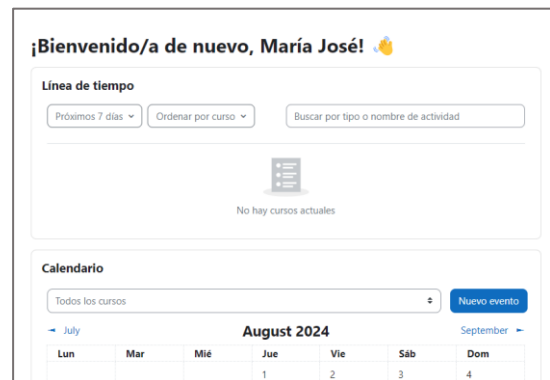 ¡Bienvenido/a de nuevo, María José! 👋
Línea de tiempo
Próximos 7 días Ordenar por curso Buscar por tipo o nombre de actividad
No hay cursos actuales
Calendario
Todos los cursos Nuevo evento
◄ July August 2024 September ►
Lun Mar Mié Jue Vie Sáb Dom
1 2 3 4